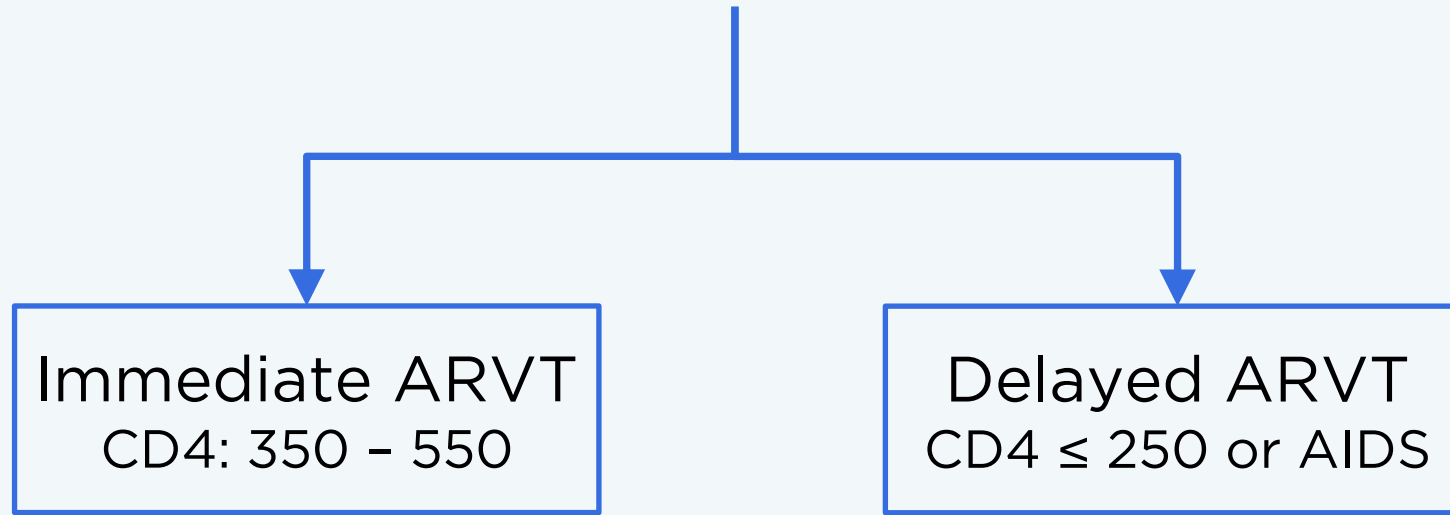 Immediate ARVT
CD4: 350 – 550
Delayed ARVT
CD4 ≤ 250 or AIDS